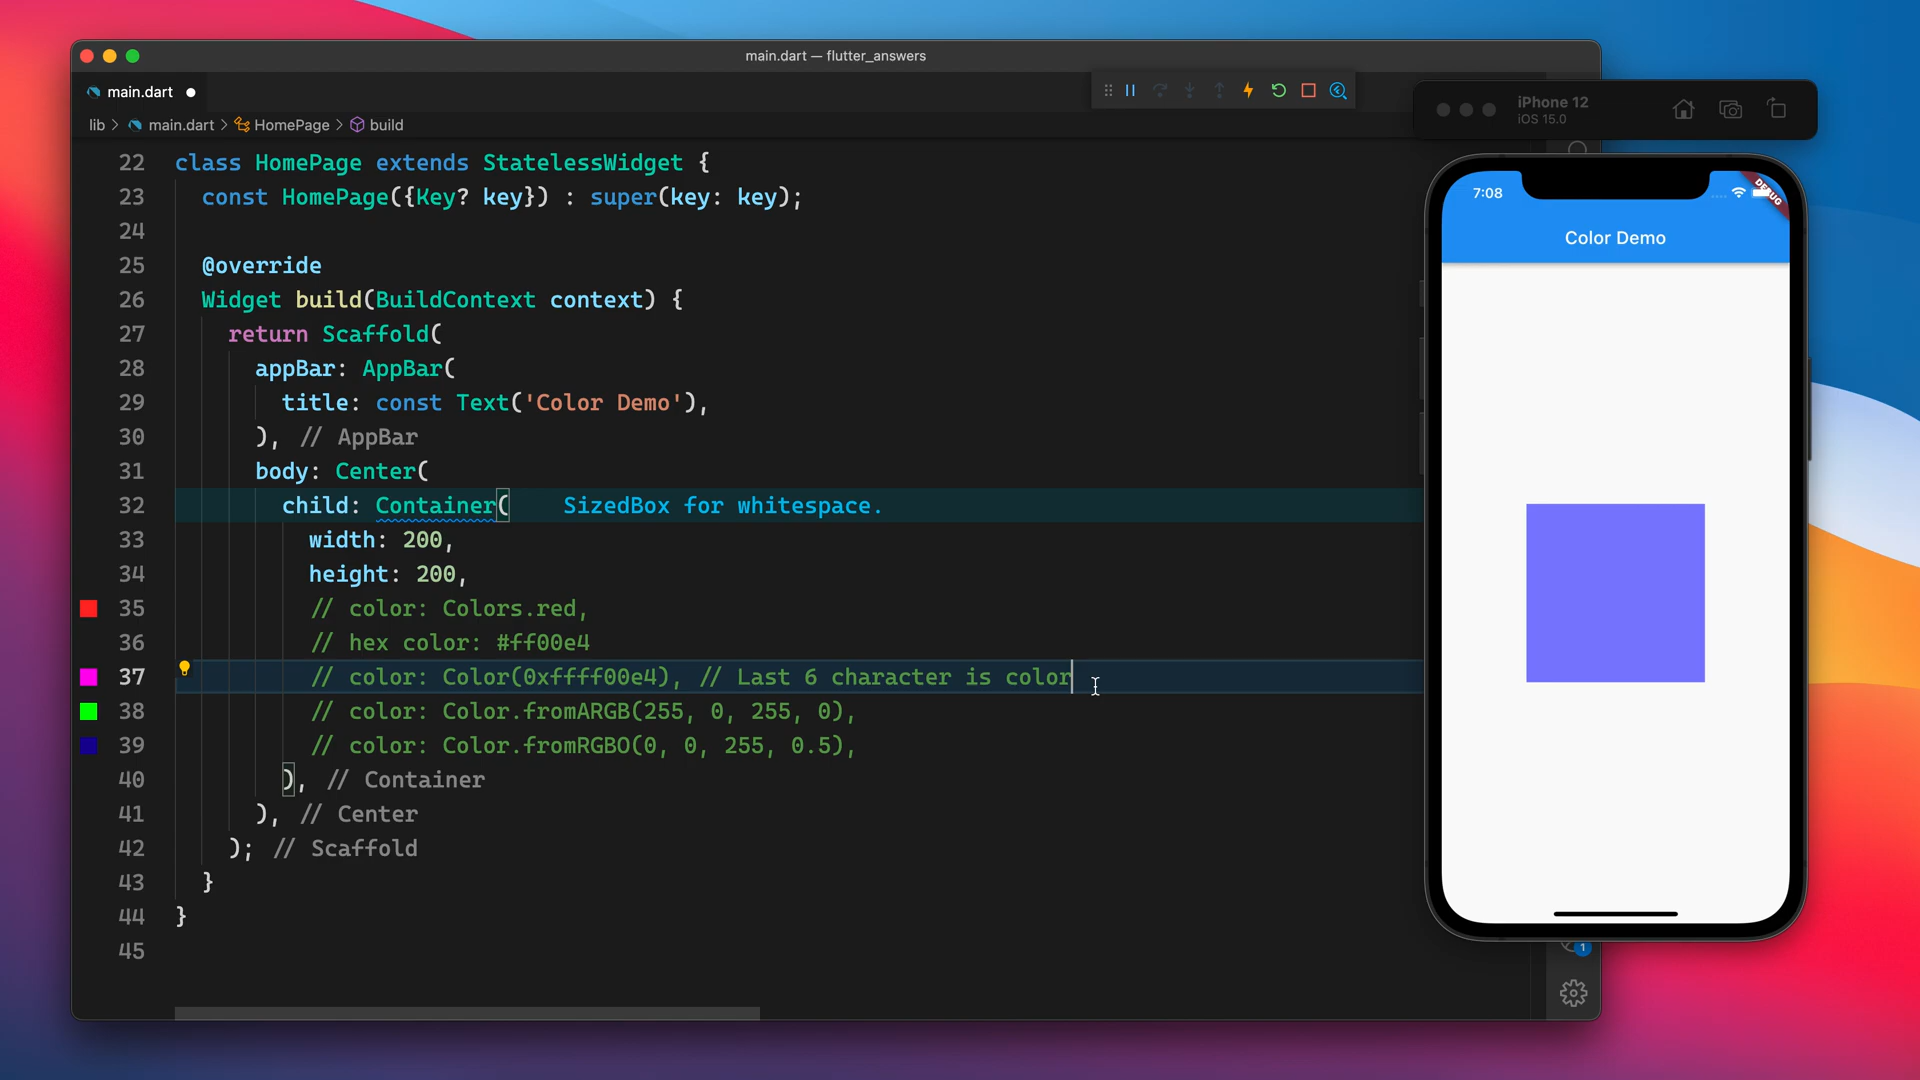 main.dart — flutter_answers
main.dart
lib > main.dart > HomePage > build
22 class HomePage extends StatelessWidget {
23 const HomePage({Key? key}) : super(key: key);
24
25 @override
26 Widget build(BuildContext context) {
27 return Scaffold(
28 appBar: AppBar(
29 title: const Text('Color Demo'),
30 ), // AppBar
31 body: Center(
32 child: Container( SizedBox for whitespace.
33 width: 200,
34 height: 200,
35 // color: Colors.red,
36 // hex color: #ff00e4
37 // color: Color(0xffff00e4), // Last 6 character is color
38 // color: Color.fromARGB(255, 0, 255, 0),
39 // color: Color.fromRGBO(0, 0, 255, 0.5),
40 ), // Container
41 ), // Center
42 ); // Scaffold
43 }
44 }
45
iPhone 12
iOS 15.0
7:08
DEBUG
Color Demo
1